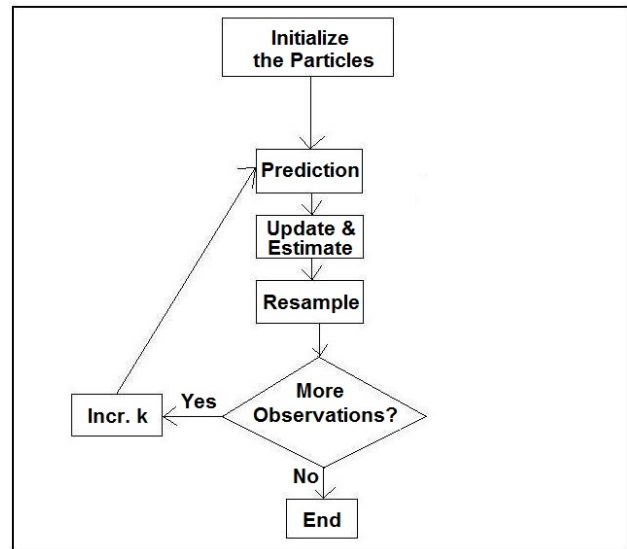 Initialize
the Particles
Prediction
Update &
Estimate
Resample
More
Observations?
Yes
Incr. k
No
End